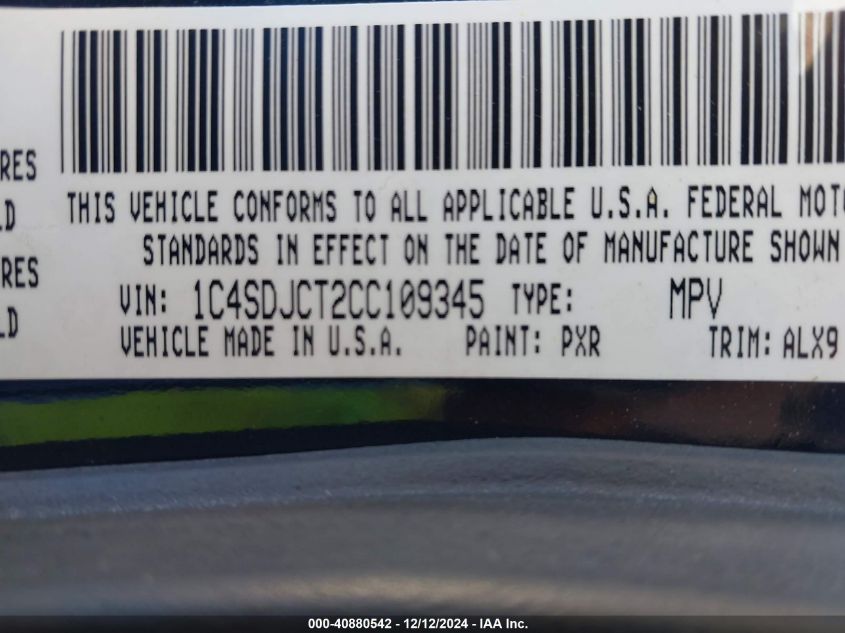 RES
LD
RES
LD
THIS VEHICLE CONFORMS TO ALL APPLICABLE U.S.A. FEDERAL
STANDARDS IN EFFECT ON THE DATE OF MANUFACTURE SHOWN
VIN: 1C4SDJCT2CC109345 TYPE: MPV
VEHICLE MADE IN U.S.A. PAINT: PXR TRIM: ALX9
000-40880542 - 12/12/2024 - IAA Inc.